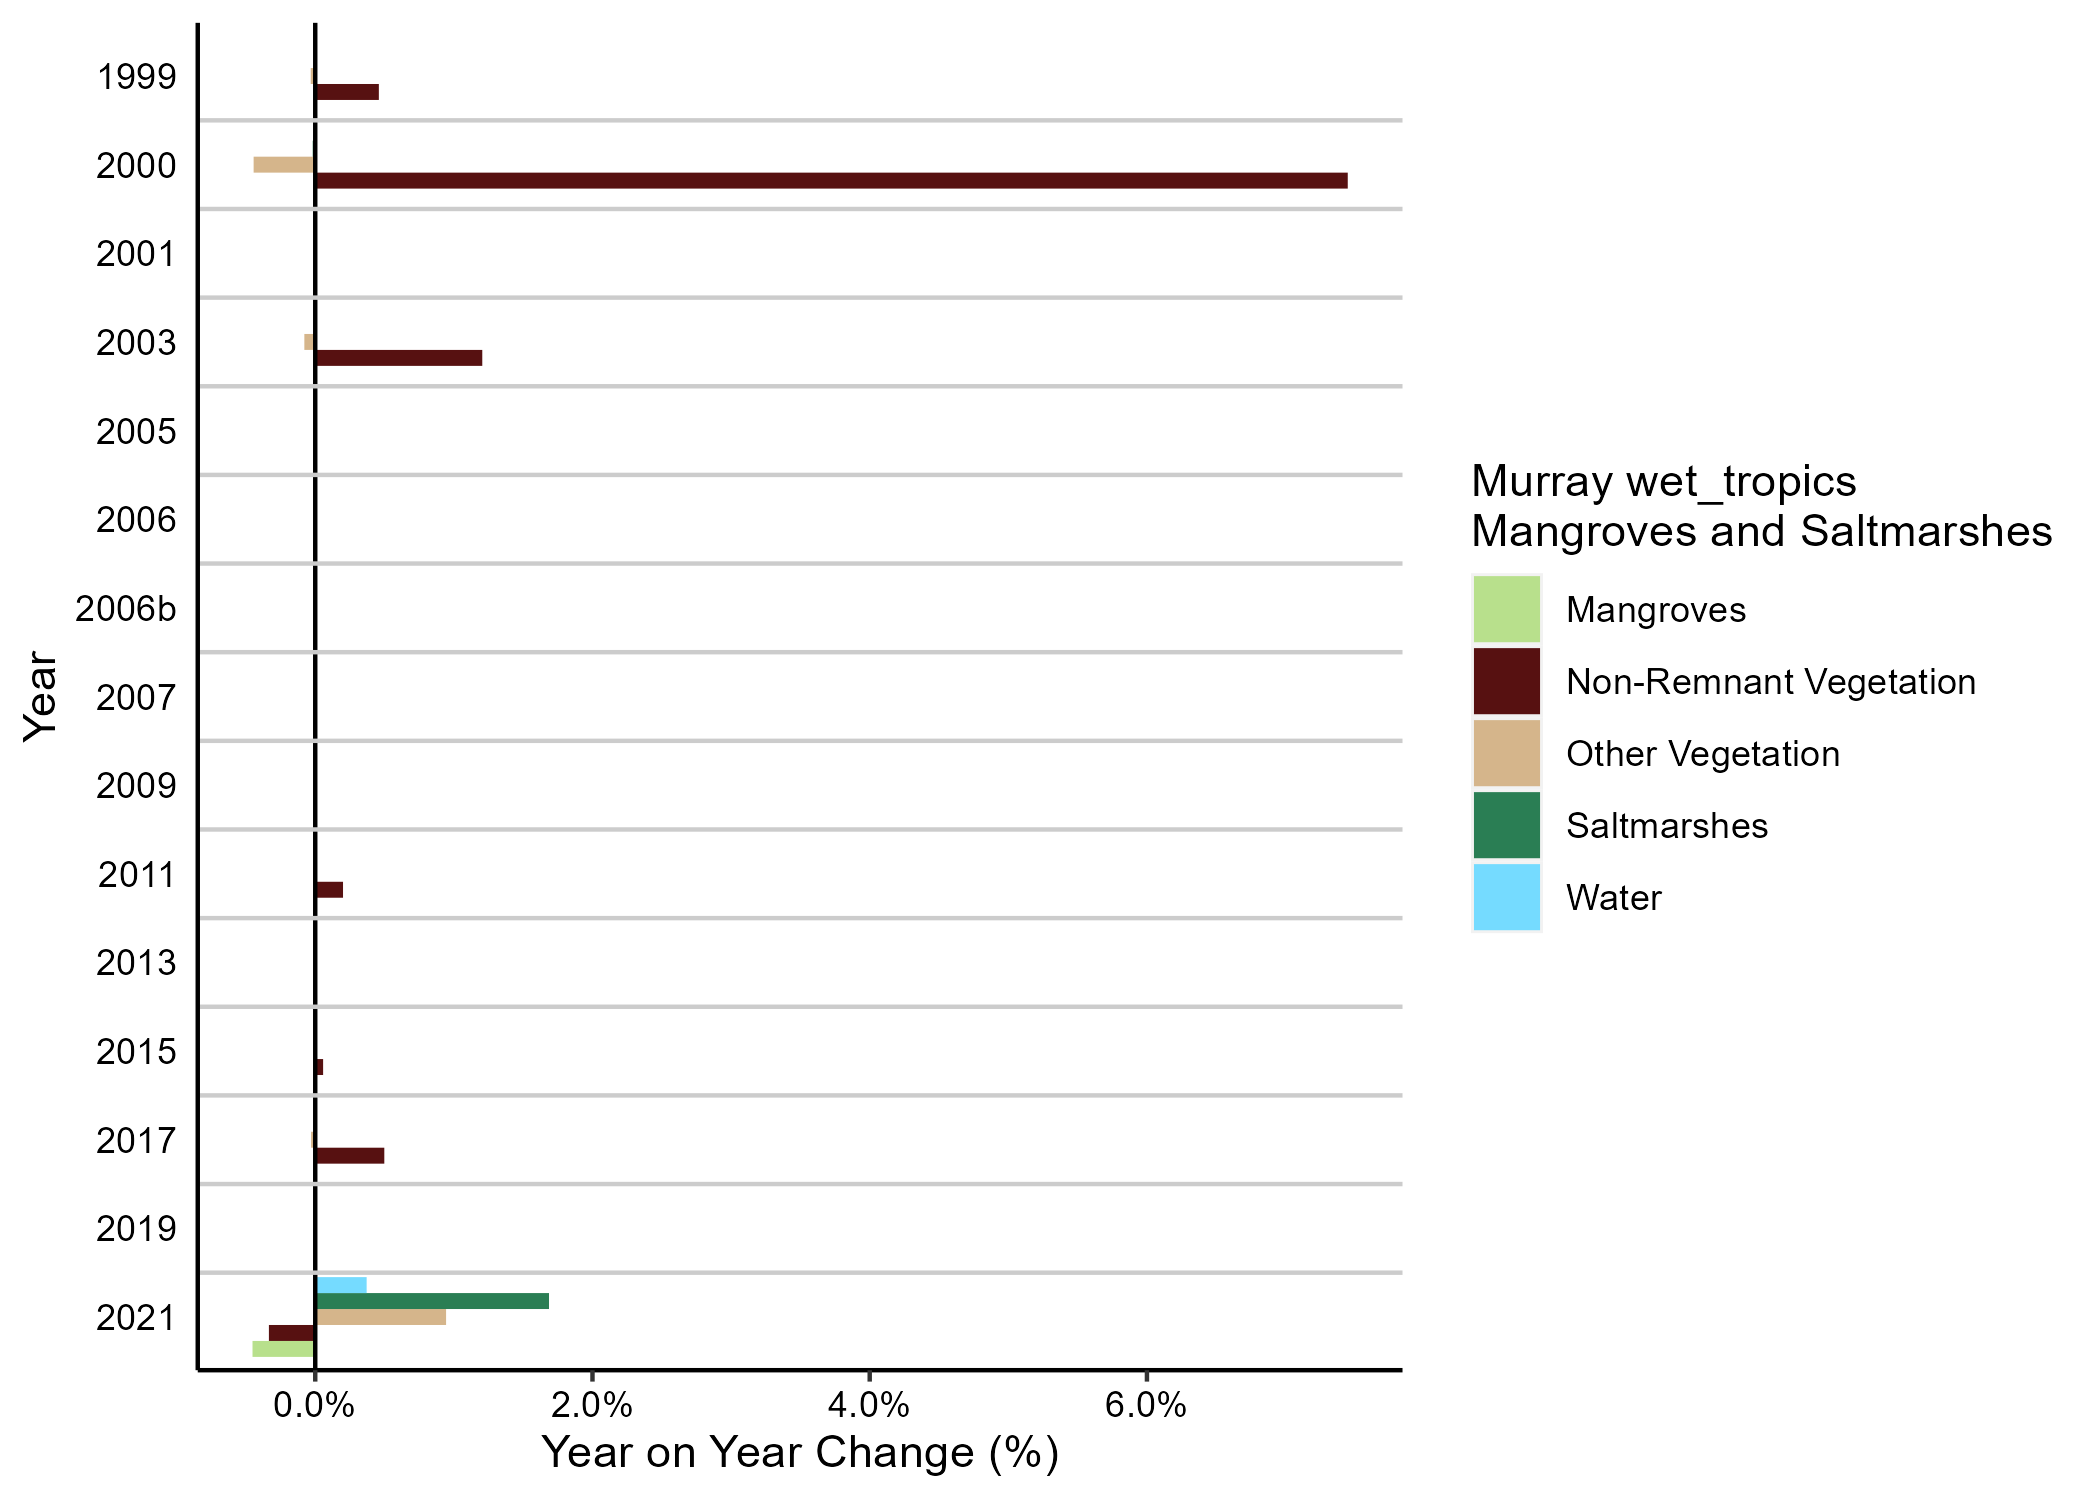 1999
2000
2001
2003
2005
2006
2006b
2007
2009
2011
2013
2015
2017
2019
2021
Year
0.0% 2.0% 4.0% 6.0%
Year on Year Change (%)
Murray wet_tropics
Mangroves and Saltmarshes
Mangroves
Non-Remnant Vegetation
Other Vegetation
Saltmarshes
Water